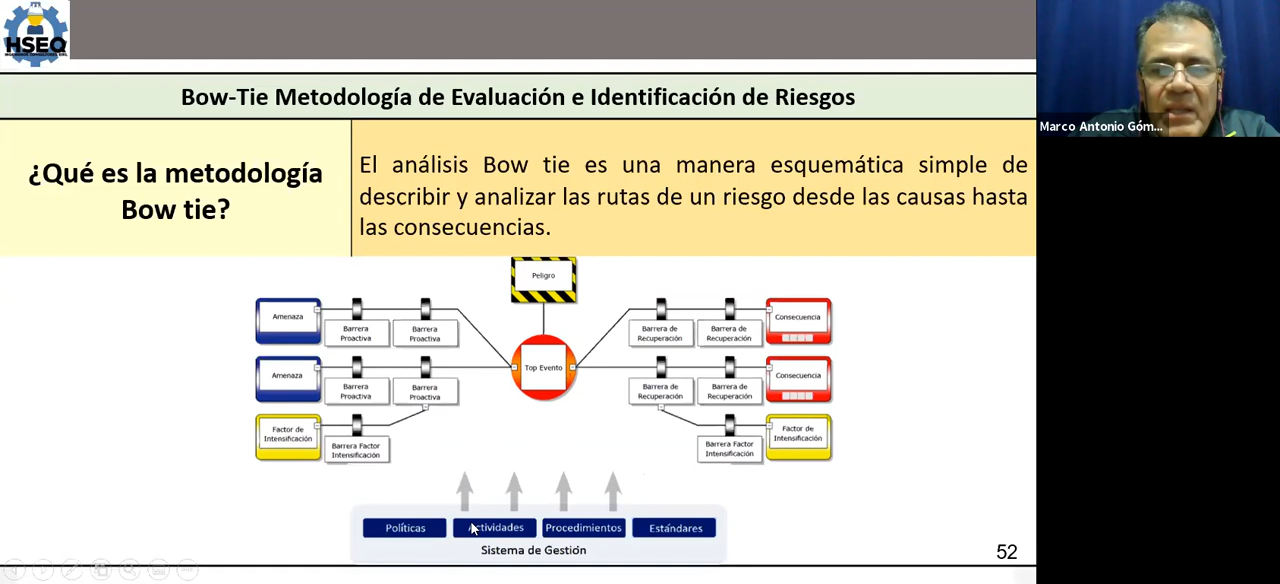 HSEQ
Bow-Tie Metodología de Evaluación e Identificación de Riesgos
¿Qué es la metodología
Bow tie?
El análisis Bow tie es una manera esquemática simple de
describir y analizar las rutas de un riesgo desde las causas hasta
las consecuencias.
Marco Antonio Góm...
Peligro
Amenaza
Barrera
Proactiva
Barrera
Proactiva
Barrera de
Recuperación
Barrera de
Recuperación
Consecuencia
Top Evento
Amenaza
Barrera
Proactiva
Barrera
Proactiva
Barrera de
Recuperación
Barrera de
Recuperación
Consecuencia
Factor de
Intensificación
Barrera Factor
Intensificación
Barrera Factor
Intensificación
Factor de
Intensificación
Políticas
Actividades
Procedimientos
Estándares
Sistema de Gestión
52